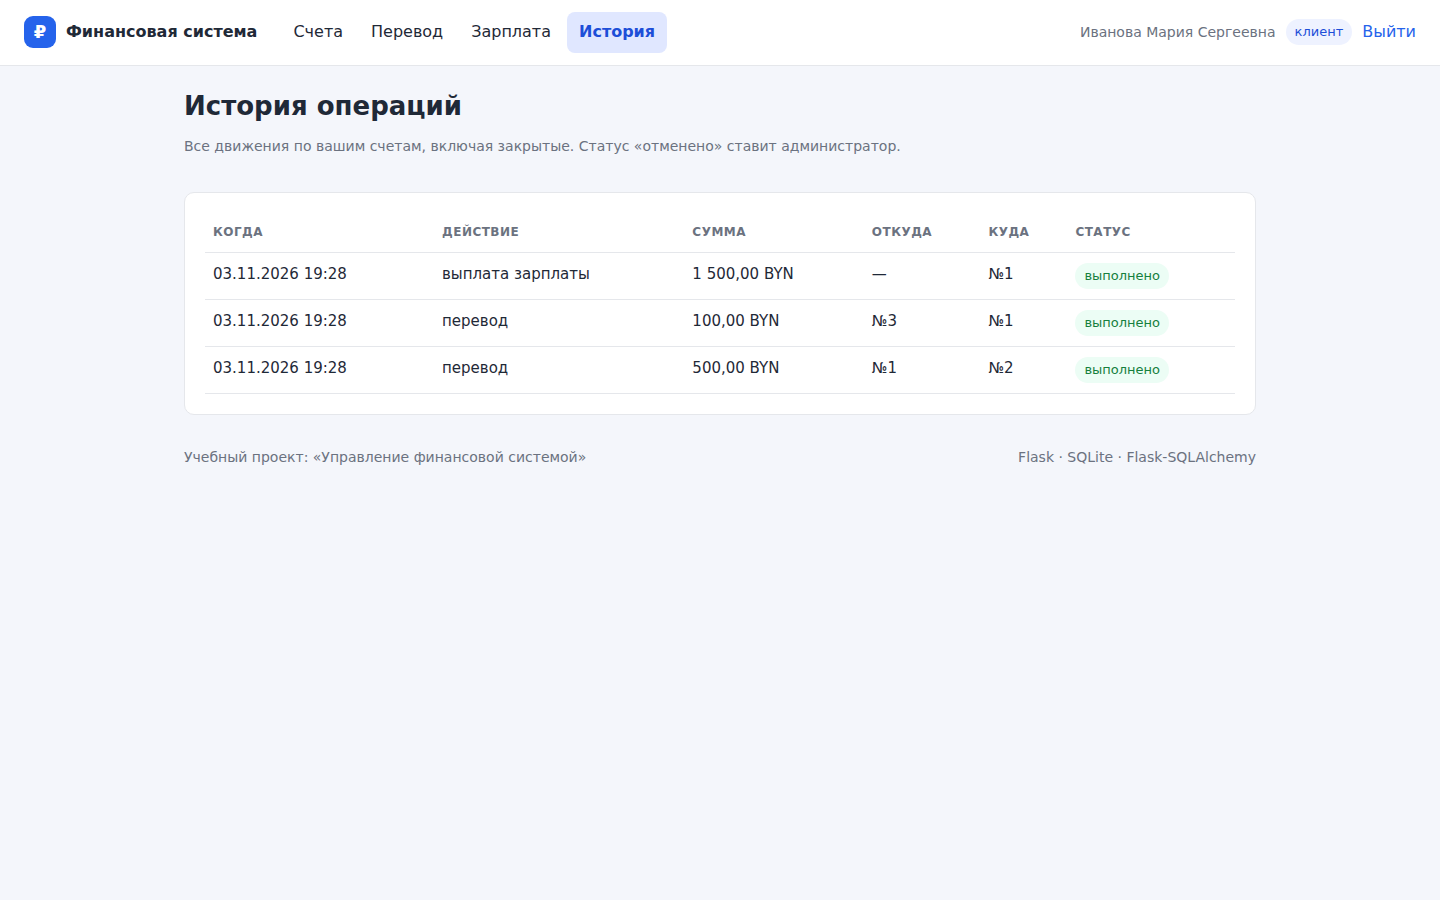 ₽ Финансовая система Счета Перевод Зарплата История Иванова Мария Сергеевна клиент Выйти
История операций
Все движения по вашим счетам, включая закрытые. Статус «отменено» ставит администратор.
КОГДА ДЕЙСТВИЕ СУММА ОТКУДА КУДА СТАТУС
03.11.2026 19:28 выплата зарплаты 1 500,00 BYN — №1 выполнено
03.11.2026 19:28 перевод 100,00 BYN №3 №1 выполнено
03.11.2026 19:28 перевод 500,00 BYN №1 №2 выполнено
Учебный проект: «Управление финансовой системой» Flask · SQLite · Flask-SQLAlchemy